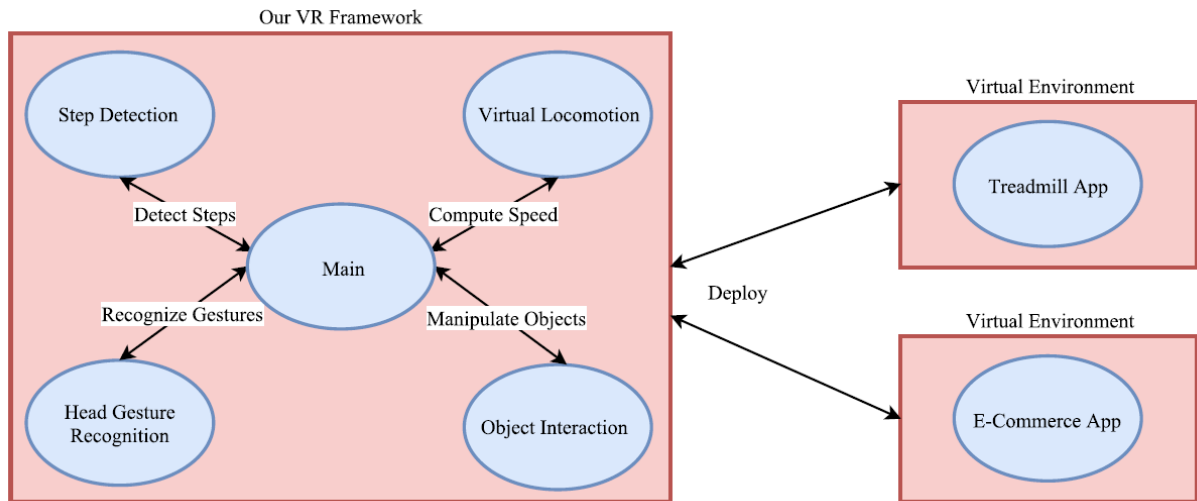 Our VR Framework
Step Detection
Virtual Locomotion
Detect Steps
Compute Speed
Main
Recognize Gestures
Manipulate Objects
Head Gesture
Recognition
Object Interaction
Deploy
Virtual Environment
Treadmill App
Virtual Environment
E-Commerce App